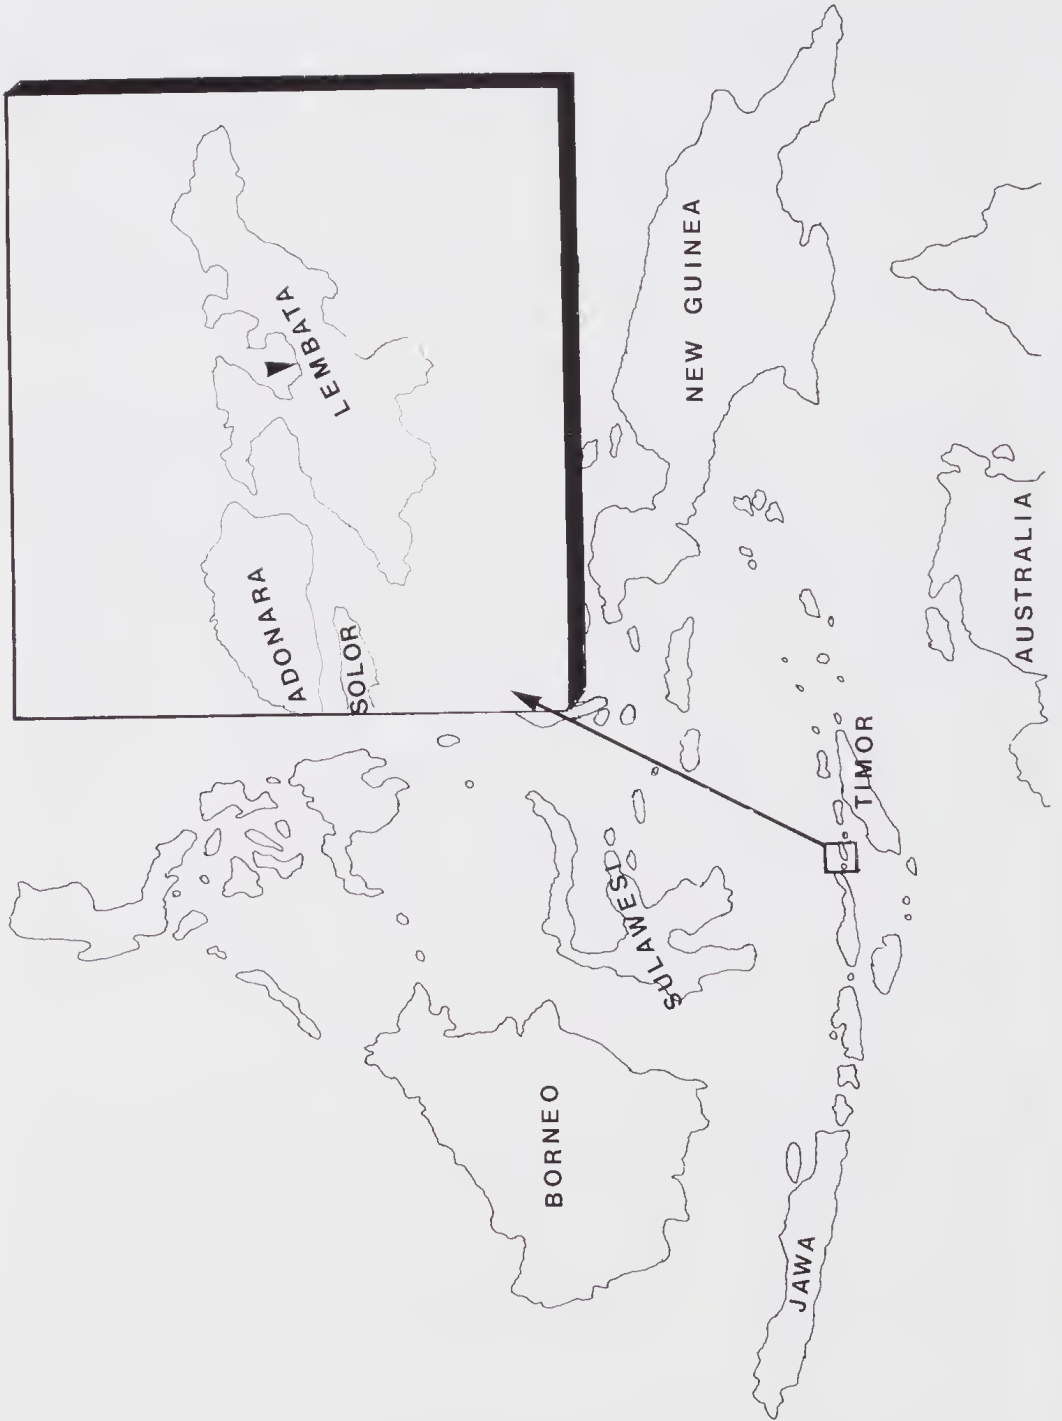 ADONARA
SOLOR
LEMBATA
BORNEO
SULAWESI
NEW GUINEA
JAWA
TIMOR
AUSTRALIA